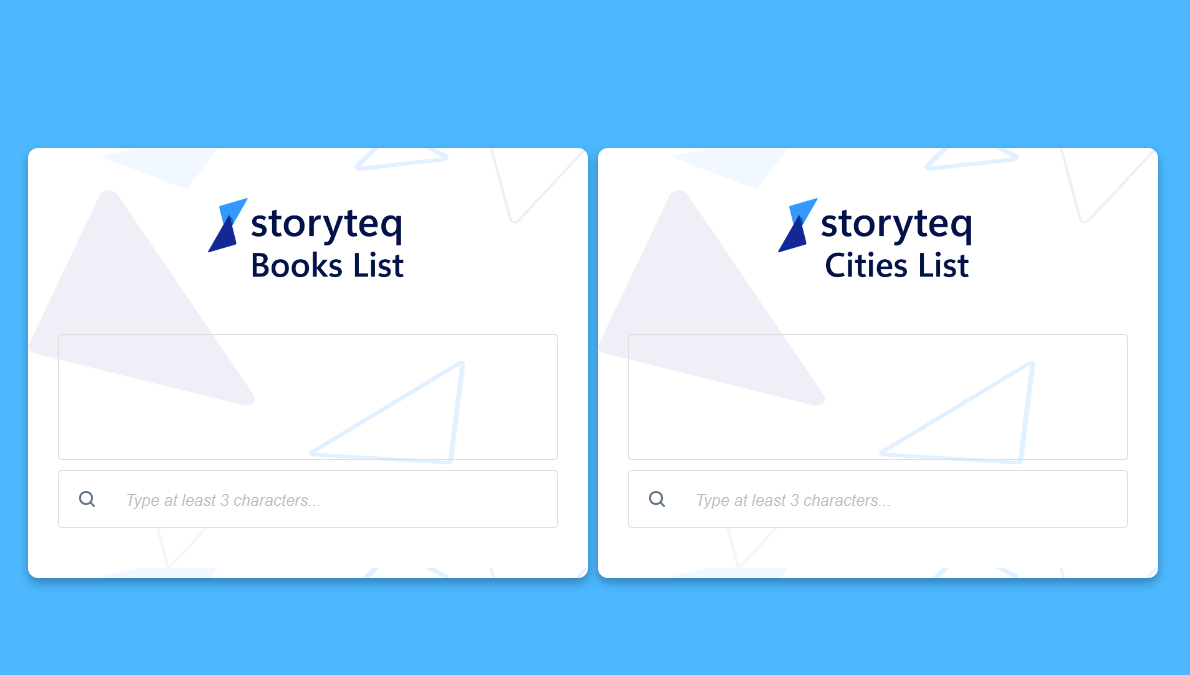 storyteq
Books List
Type at least 3 characters...
storyteq
Cities List
Type at least 3 characters...